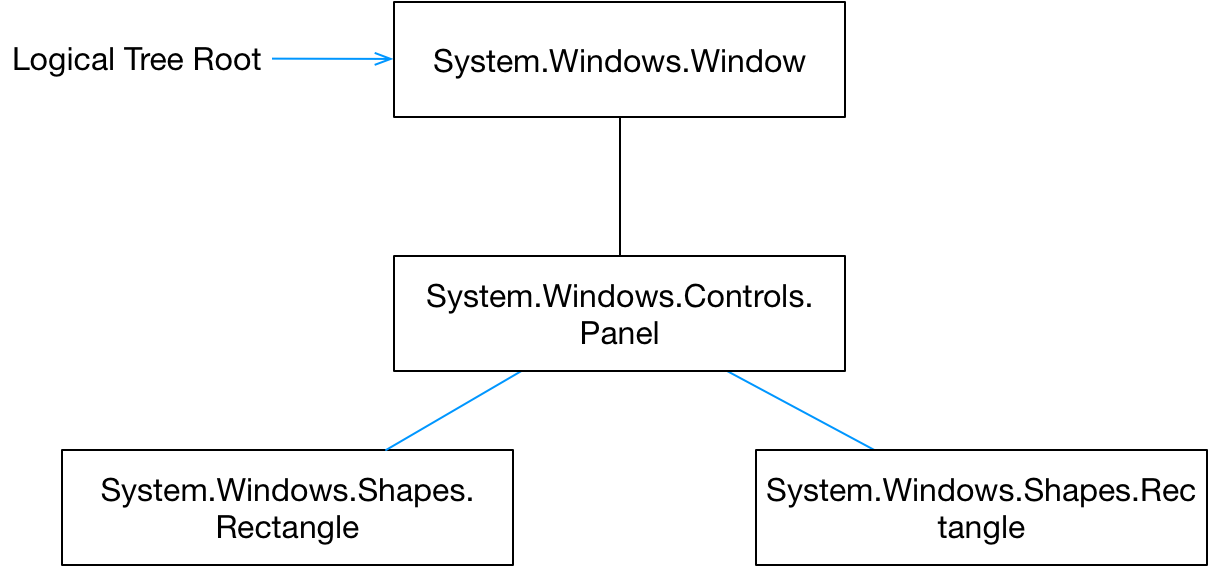 Logical Tree Root
System.Windows.Window
System.Windows.Controls.
Panel
System.Windows.Shapes.
Rectangle
System.Windows.Shapes.Rec
tangle